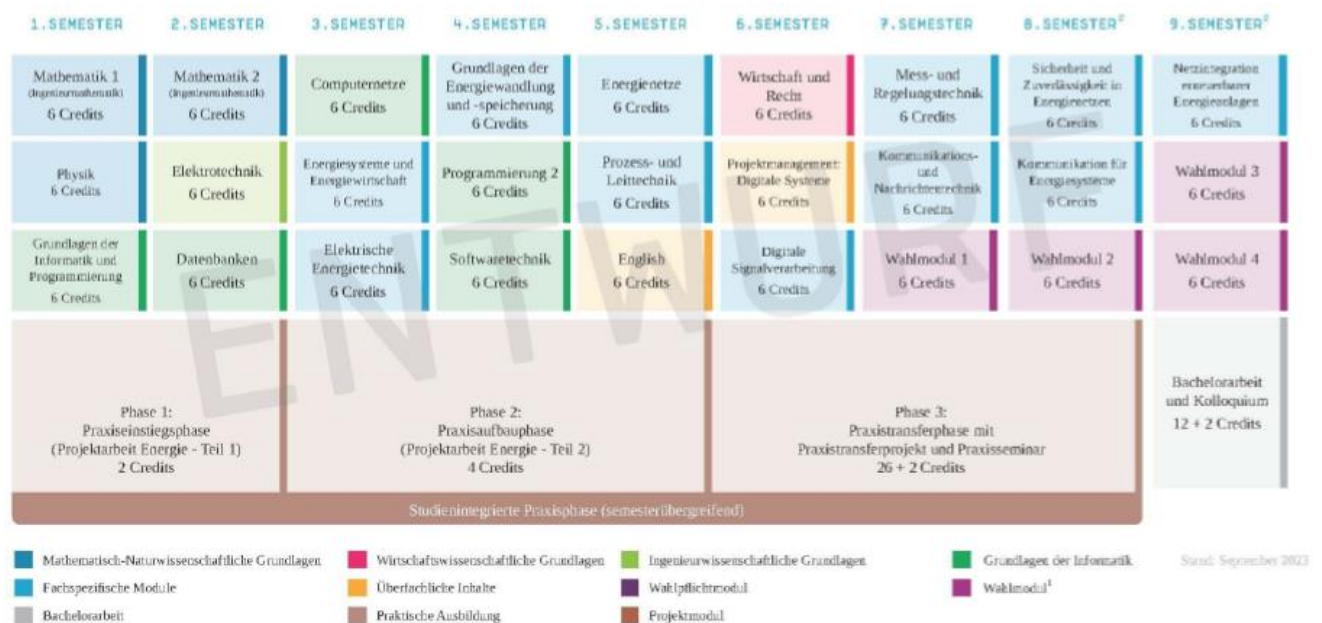 1.SEMESTER 2.SEMESTER 3.SEMESTER 4.SEMESTER 5.SEMESTER 6.SEMESTER 7.SEMESTER 8.SEMESTER² 9.SEMESTER²
Mathematik 1
(Ingenieurmathematik)
6 Credits
Mathematik 2
(Ingenieurmathematik)
6 Credits
Computernetze
6 Credits
Grundlagen der
Energiewandlung
und -speicherung
6 Credits
Energienetze
6 Credits
Wirtschaft und
Recht
6 Credits
Mess- und
Regelungstechnik
6 Credits
Sicherheit und
Zuverlässigkeit in
Energienetzen
6 Credits
Netzintegration
erneuerbarer
Energieanlagen
6 Credits
Physik
6 Credits
Elektrotechnik
6 Credits
Energiesysteme und
Energiewirtschaft
6 Credits
Programmierung 2
6 Credits
Prozess- und
Leittechnik
6 Credits
Projektmanagement:
Digitale Systeme
6 Credits
Kommunikations-
und
Nachrichtentechnik
6 Credits
Kommunikation für
Energiesysteme
6 Credits
Wahlmodul 3
6 Credits
Grundlagen der
Informatik und
Programmierung
6 Credits
Datenbanken
6 Credits
Elektrische
Energietechnik
6 Credits
Softwaretechnik
6 Credits
English
6 Credits
Digitale
Signalverarbeitung
6 Credits
Wahlmodul 1
6 Credits
Wahlmodul 2
6 Credits
Wahlmodul 4
6 Credits
ENTWURF
Phase 1:
Praxiseinstiegsphase
(Projektarbeit Energie - Teil 1)
2 Credits
Phase 2:
Praxisaufbauphase
(Projektarbeit Energie - Teil 2)
4 Credits
Phase 3:
Praxistransferphase mit
Praxistransferprojekt und Praxisseminar
26 + 2 Credits
Bachelorarbeit
und Kolloquium
12 + 2 Credits
Studienintegrierte Praxisphase (semesterübergreifend)
Mathematisch-Naturwissenschaftliche Grundlagen
Wirtschaftswissenschaftliche Grundlagen
Ingenieurwissenschaftliche Grundlagen
Grundlagen der Informatik
Stand: September 2023
Fachspezifische Module
Überfachliche Inhalte
Wahlpflichtmodul
Wahlmodul¹
Bachelorarbeit
Praktische Ausbildung
Projektmodul